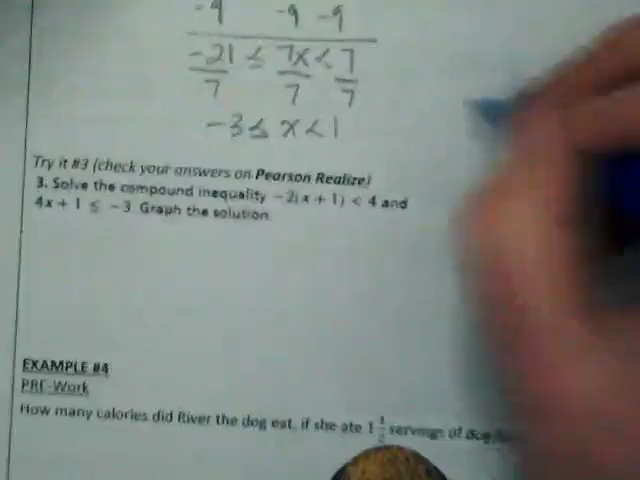 -9 -9 -9
-21 ≤ 7x < 7
7 7 7
-3 ≤ x < 1
Try it #3 (check your answers on Pearson Realize)
3. Solve the compound inequality −2(x + 1) < 4 and
4x + 1 ≤ −3. Graph the solution.
EXAMPLE #4
PRE-Work
How many calories did River the dog eat, if she ate 1 1/2 servings of dog